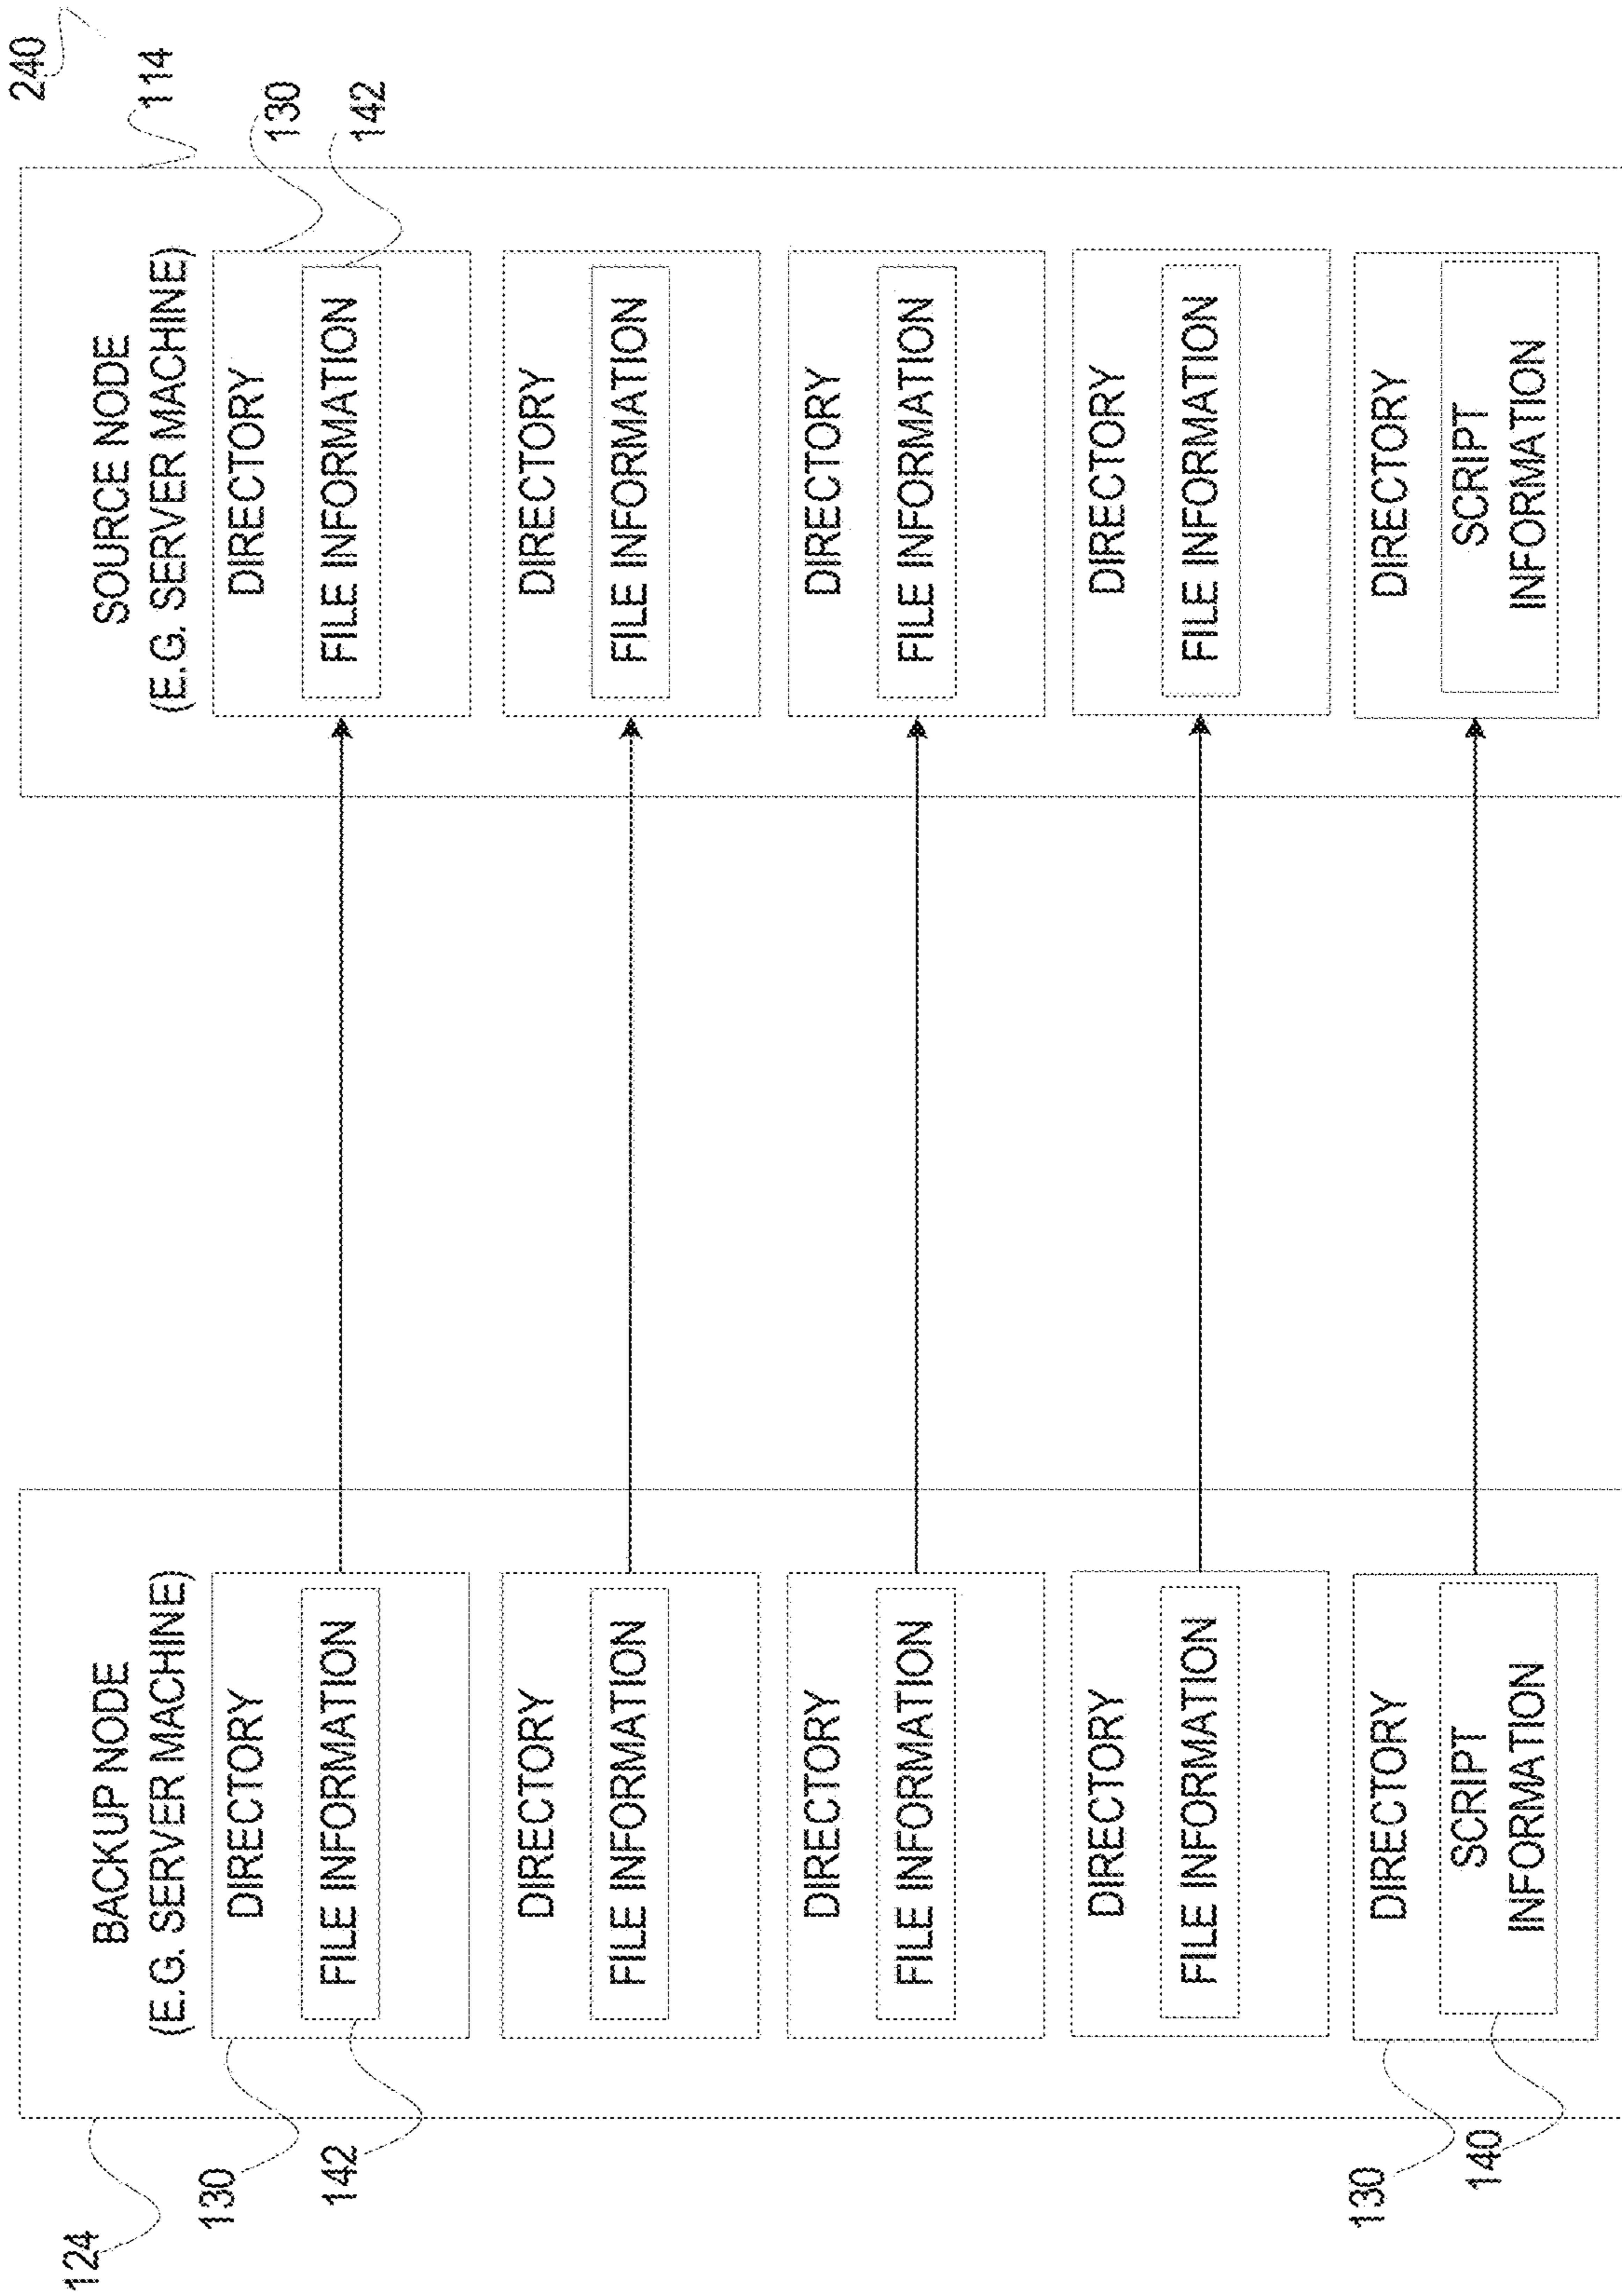 240
124
BACKUP NODE
(E.G. SERVER MACHINE)
130
DIRECTORY
142
FILE INFORMATION
DIRECTORY
FILE INFORMATION
DIRECTORY
FILE INFORMATION
DIRECTORY
FILE INFORMATION
130
DIRECTORY
140
SCRIPT
INFORMATION
114
SOURCE NODE
(E.G. SERVER MACHINE)
130
DIRECTORY
142
FILE INFORMATION
DIRECTORY
FILE INFORMATION
DIRECTORY
FILE INFORMATION
DIRECTORY
FILE INFORMATION
DIRECTORY
SCRIPT
INFORMATION